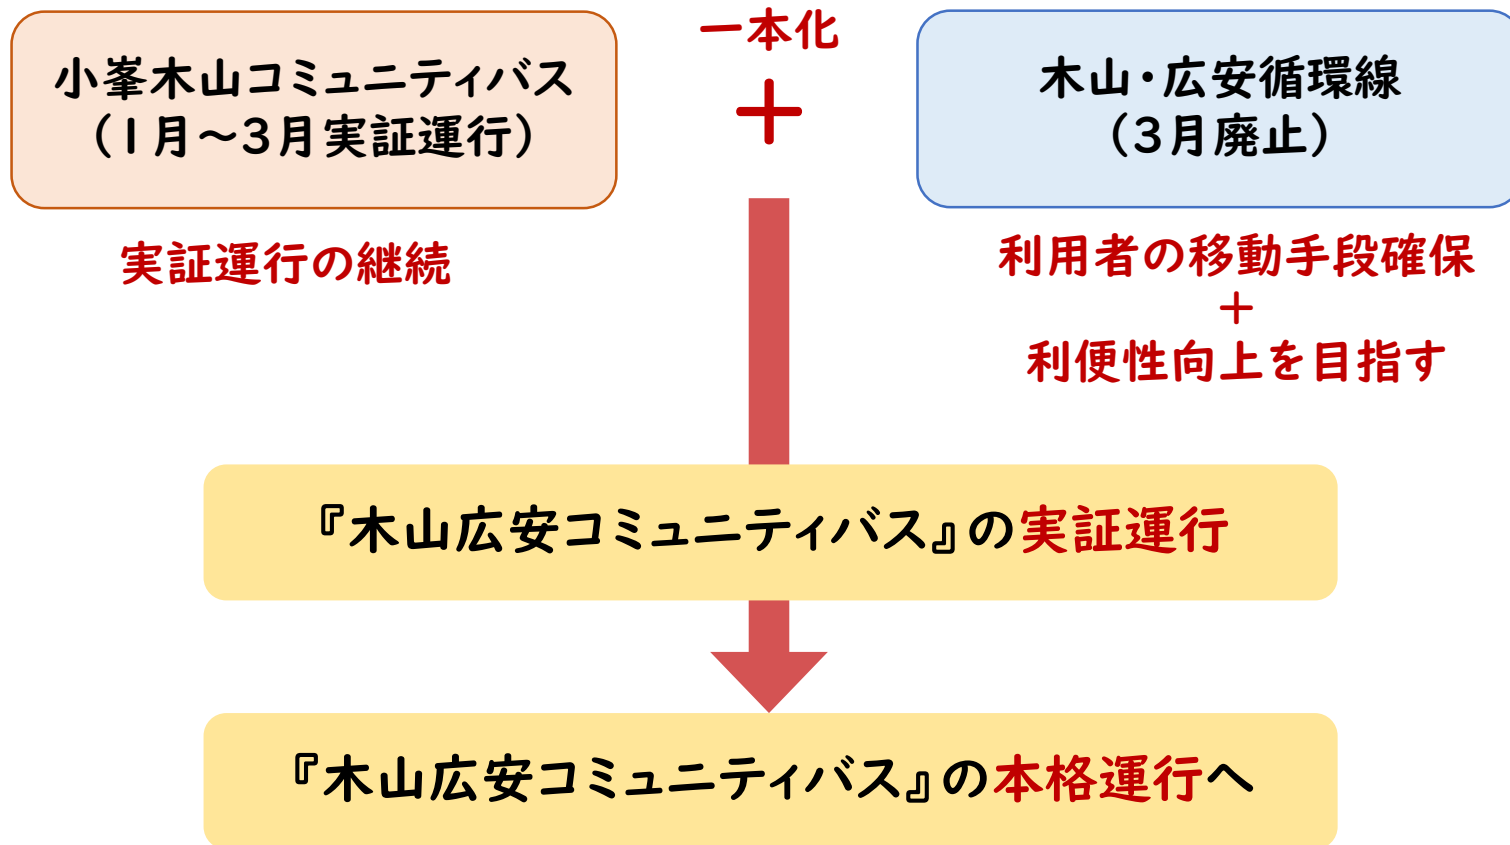 小峯木山コミュニティバス
（1月～3月実証運行）
一本化
＋
木山・広安循環線
（3月廃止）
実証運行の継続
利用者の移動手段確保
＋
利便性向上を目指す
『木山広安コミュニティバス』の実証運行
『木山広安コミュニティバス』の本格運行へ